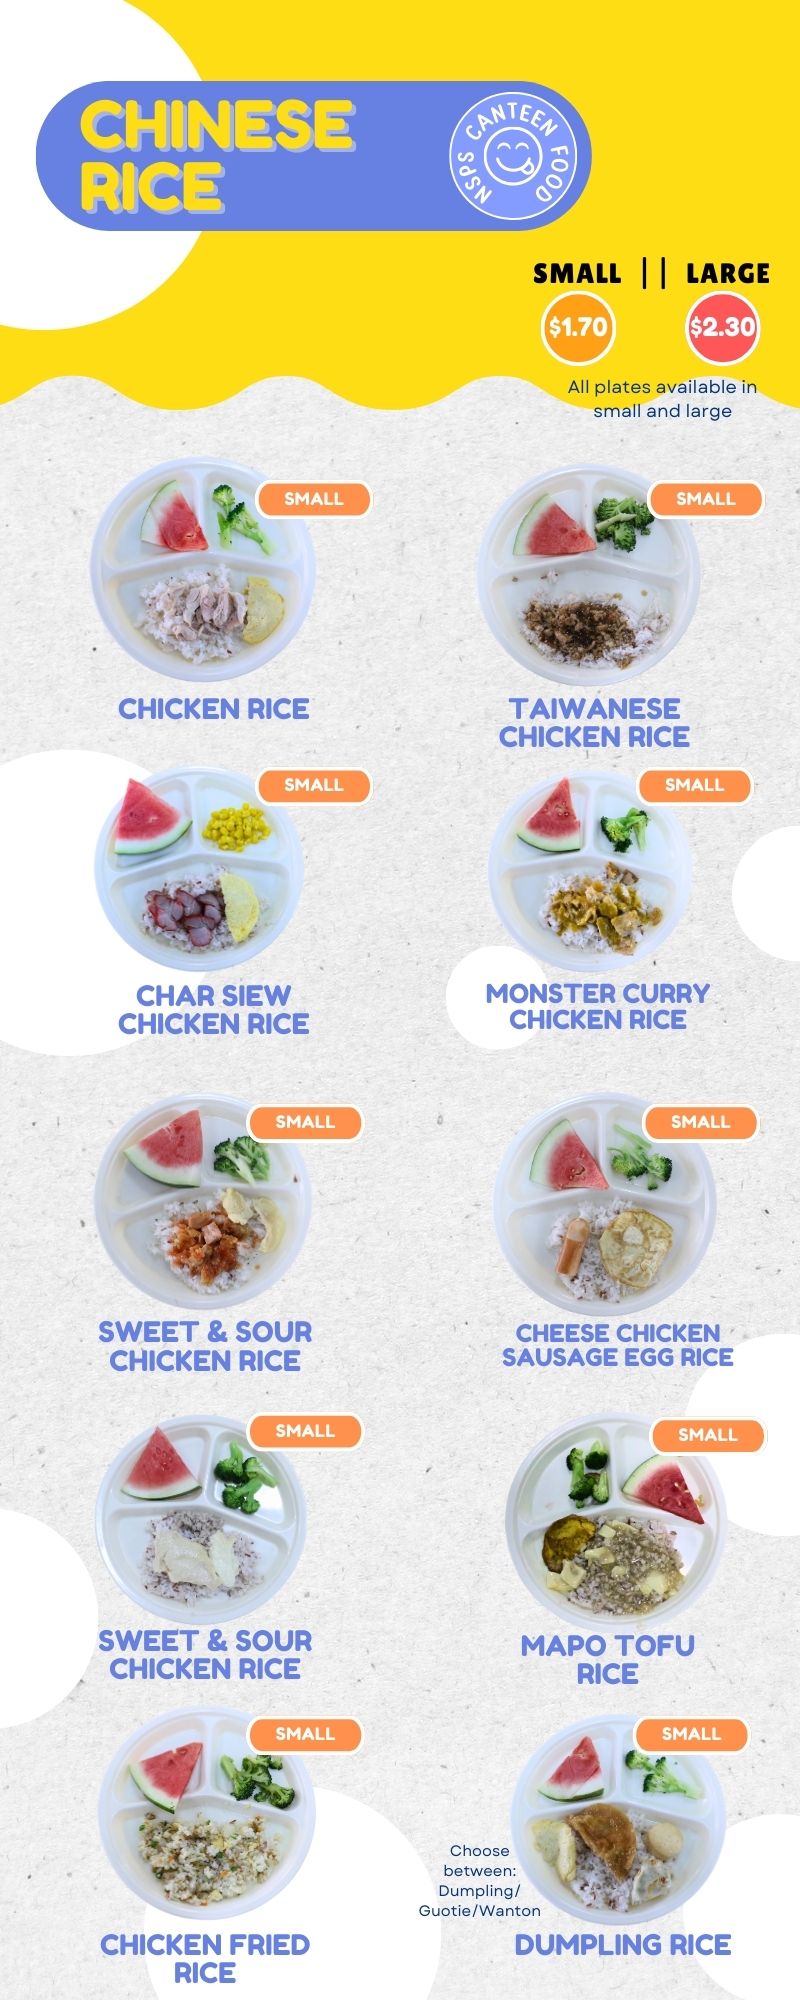 CHINESE
RICE
NSPS CANTEEN FOOD
SMALL || LARGE
$1.70 $2.30
All plates available in
small and large
SMALL
SMALL
CHICKEN RICE
TAIWANESE
CHICKEN RICE
SMALL
SMALL
CHAR SIEW
CHICKEN RICE
MONSTER CURRY
CHICKEN RICE
SMALL
SMALL
SWEET & SOUR
CHICKEN RICE
CHEESE CHICKEN
SAUSAGE EGG RICE
SMALL
SMALL
SWEET & SOUR
CHICKEN RICE
MAPO TOFU
RICE
SMALL
SMALL
Choose
between:
Dumpling/
Guotie/Wanton
CHICKEN FRIED
RICE
DUMPLING RICE